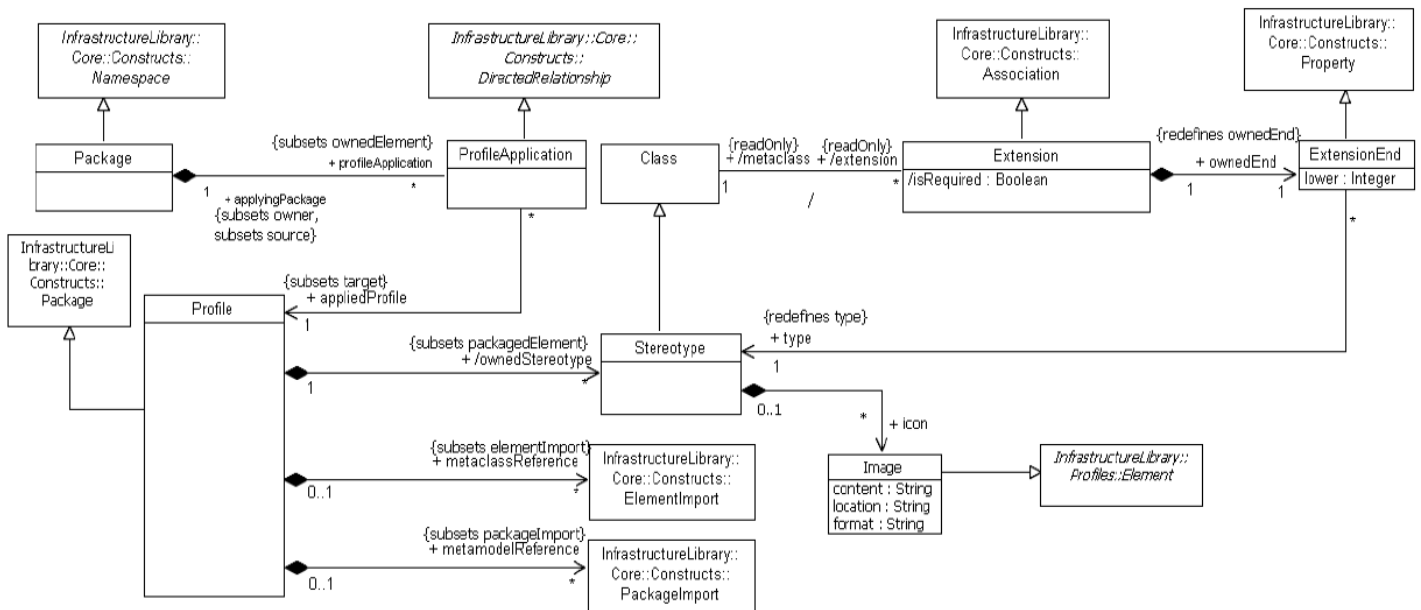 InfrastructureLibrary::
Core::Constructs::
Namespace
InfrastructureLibrary::Core::
Constructs::
DirectedRelationship
InfrastructureLibrary::
Core::Constructs::
Association
InfrastructureLibrary::
Core::Constructs::
Property
Package
{subsets ownedElement}
+ profileApplication
1
*
+ applyingPackage
{subsets owner,
subsets source}
ProfileApplication
*
Class
{readOnly}
+ /metaclass
1
{readOnly}
+ /extension
*
/
Extension
/isRequired : Boolean
{redefines ownedEnd}
+ ownedEnd
1
1
ExtensionEnd
lower : Integer
*
InfrastructureLi
brary::Core::
Constructs::
Package
Profile
{subsets target}
+ appliedProfile
1
{subsets packagedElement}
+ /ownedStereotype
1
*
Stereotype
{redefines type}
+ type
1
0..1
*
+ icon
{subsets elementImport}
+ metaclassReference
0..1
*
InfrastructureLibrary::
Core::Constructs::
ElementImport
Image
content : String
location : String
format : String
InfrastructureLibrary::
Profiles::Element
{subsets packageImport}
+ metamodelReference
0..1
*
InfrastructureLibrary::
Core::Constructs::
PackageImport